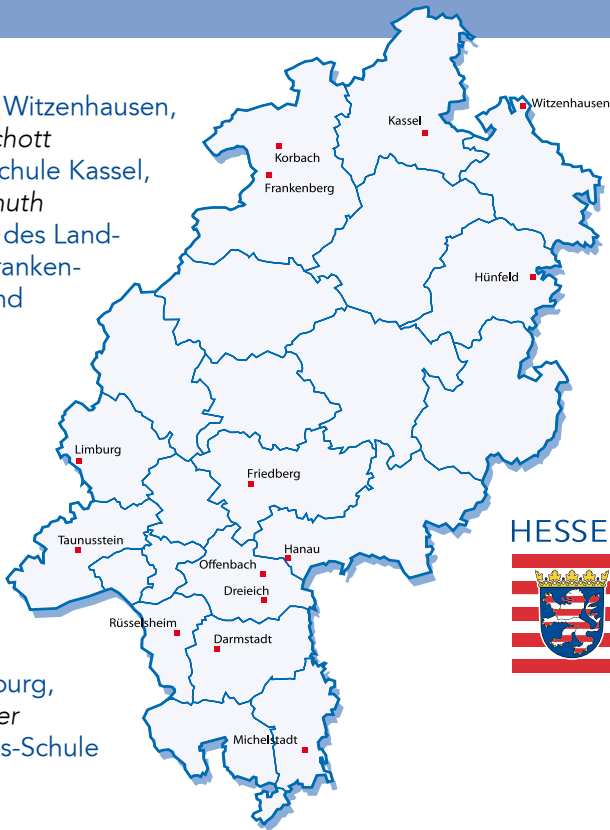 Witzenhausen,
chott
chule Kassel,
muth
des Land-
ranken-
nd
Witzenhausen
Kassel
Korbach
Frankenberg
Hünfeld
Limburg
Friedberg
Taunusstein
Hanau
Offenbach
Dreieich
Rüsselsheim
Darmstadt
Michelstadt
HESSE
burg,
er
s-Schule